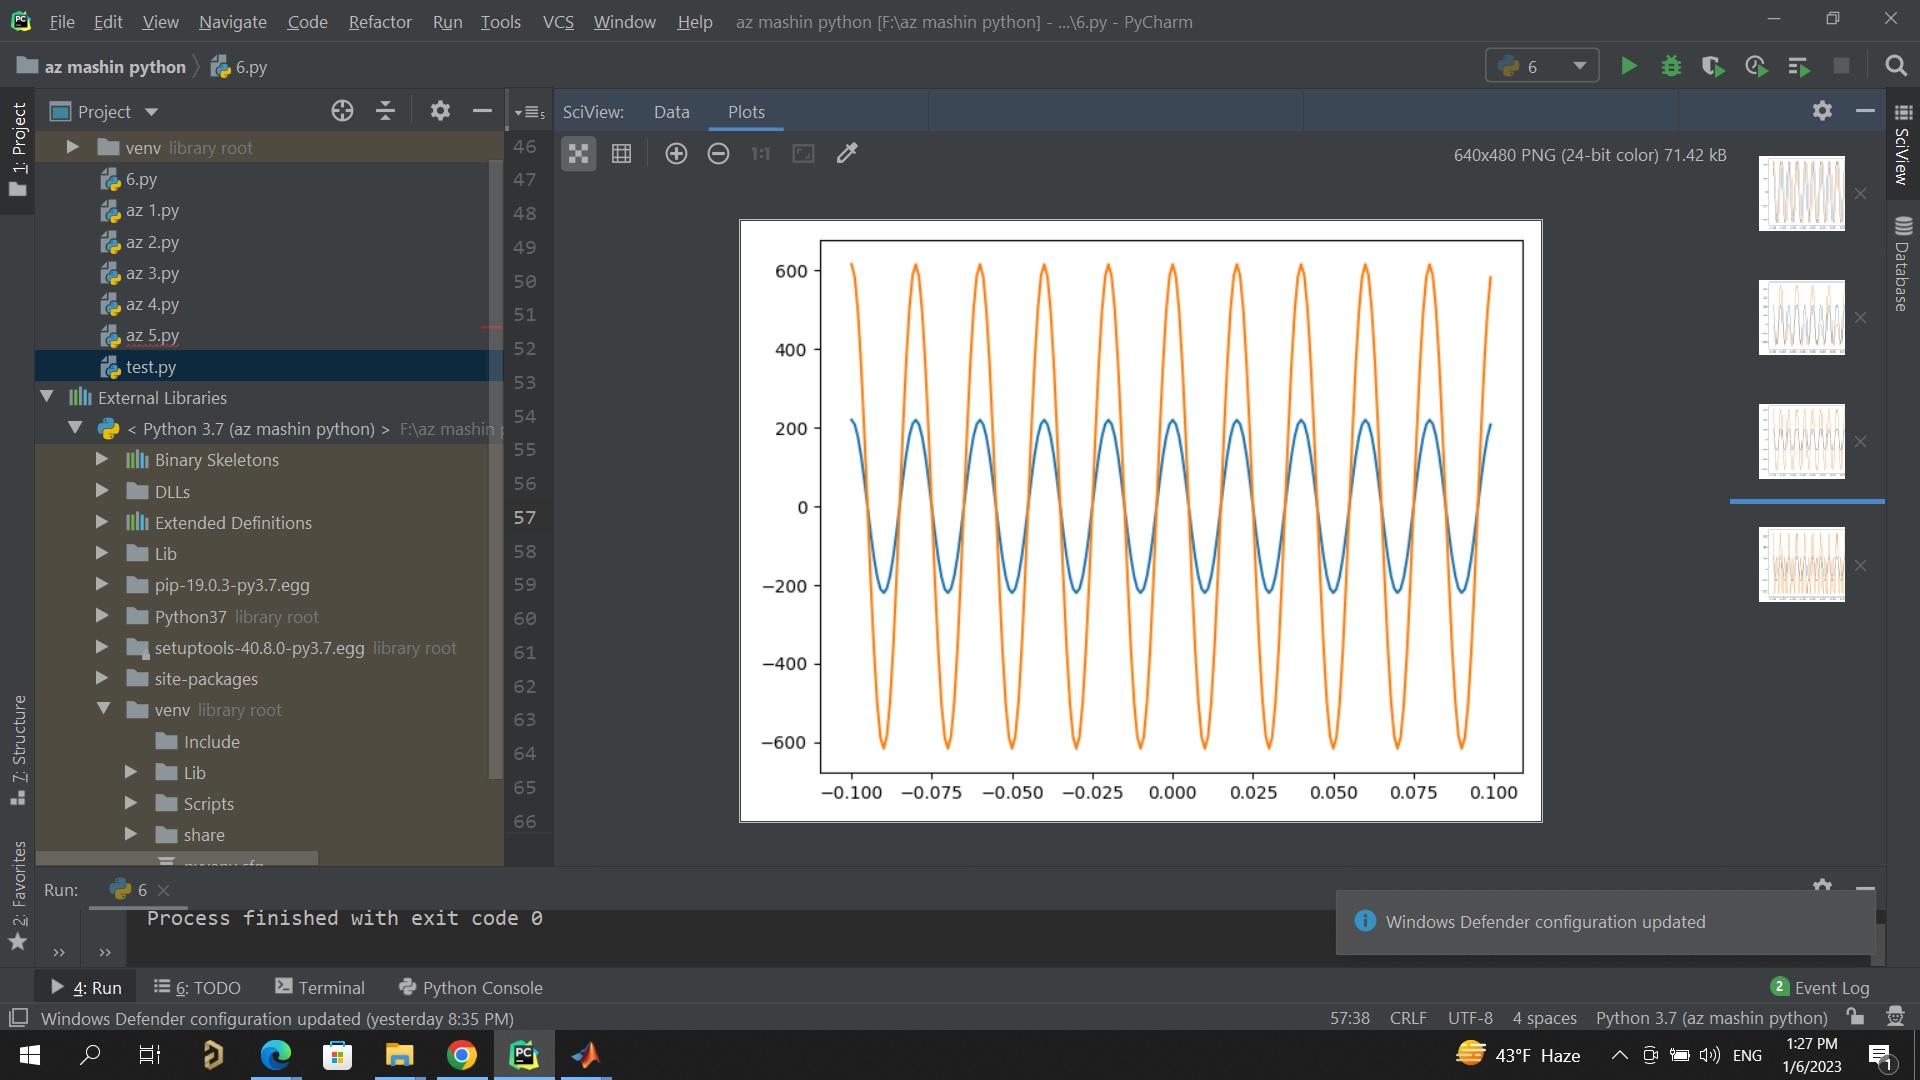 File Edit View Navigate Code Refactor Run Tools VCS Window Help az mashin python [F:\az mashin python] - ...\6.py - PyCharm
az mashin python 6.py
6
1: Project
Project
SciView: Data Plots
venv library root
6.py
az 1.py
az 2.py
az 3.py
az 4.py
az 5.py
test.py
External Libraries
< Python 3.7 (az mashin python) > F:\az mashin
Binary Skeletons
DLLs
Extended Definitions
Lib
pip-19.0.3-py3.7.egg
Python37 library root
setuptools-40.8.0-py3.7.egg library root
site-packages
venv library root
Include
Lib
Scripts
share
5
46
47
48
49
50
51
52
53
54
55
56
57
58
59
60
61
62
63
64
65
66
1:1
640x480 PNG (24-bit color) 71.42 kB
600
400
200
0
−200
−400
−600
−0.100 −0.075 −0.050 −0.025 0.000 0.025 0.050 0.075 0.100
SciView
Database
7: Structure
2: Favorites
Run: 6
Process finished with exit code 0
Windows Defender configuration updated
4: Run 6: TODO Terminal Python Console
2 Event Log
Windows Defender configuration updated (yesterday 8:35 PM)
57:38 CRLF UTF-8 4 spaces Python 3.7 (az mashin python)
PC
43°F Haze
ENG
1:27 PM
1/6/2023
1